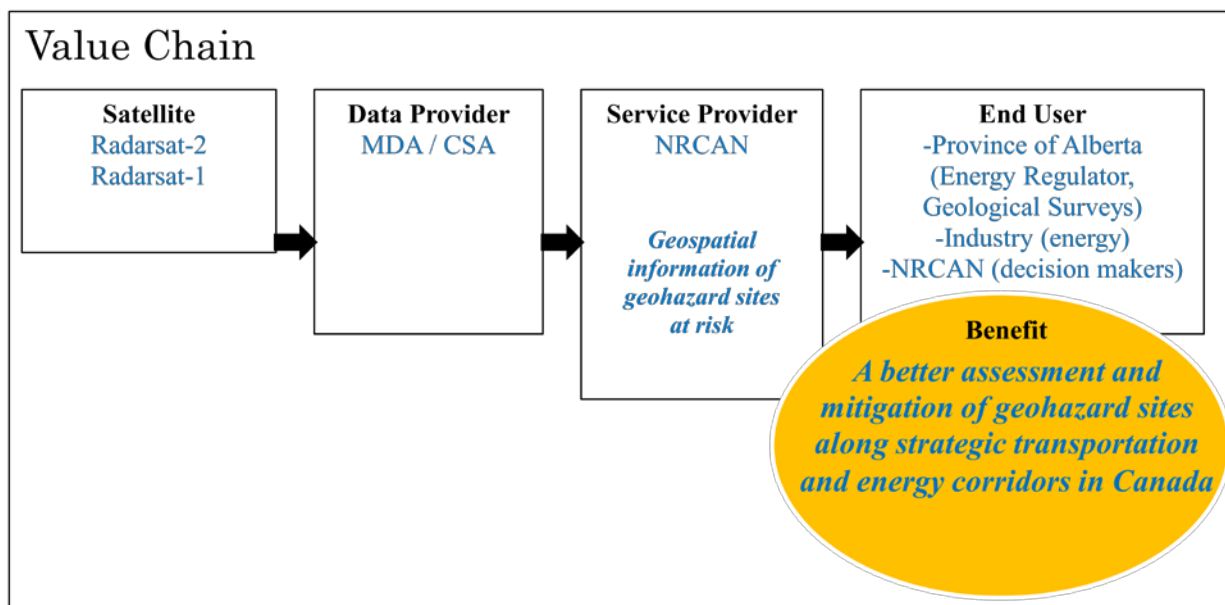 Value Chain
Satellite
Radarsat-2
Radarsat-1
Data Provider
MDA / CSA
Service Provider
NRCAN
Geospatial
information of
geohazard sites
at risk
End User
-Province of Alberta
(Energy Regulator,
Geological Surveys)
-Industry (energy)
-NRCAN (decision makers)
Benefit
A better assessment and
mitigation of geohazard sites
along strategic transportation
and energy corridors in Canada